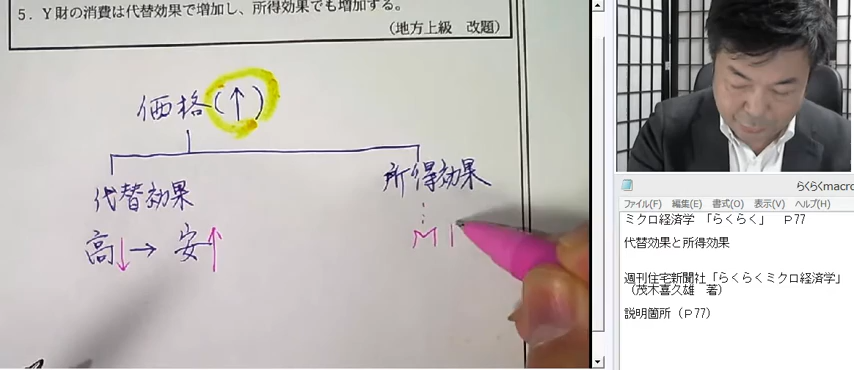 5．Ｙ財の消費は代替効果で増加し、所得効果でも増加する。
（地方上級　改題）
価格(↑)
代替効果
所得効果
高↓→安↑
M
らくらくmacro
ファイル(F)　編集(E)　書式(O)　表示(V)　ヘルプ(H)
ミクロ経済学　「らくらく」　Ｐ77
代替効果と所得効果
週刊住宅新聞社「らくらくミクロ経済学」
（茂木喜久雄　著）
説明箇所（Ｐ77）